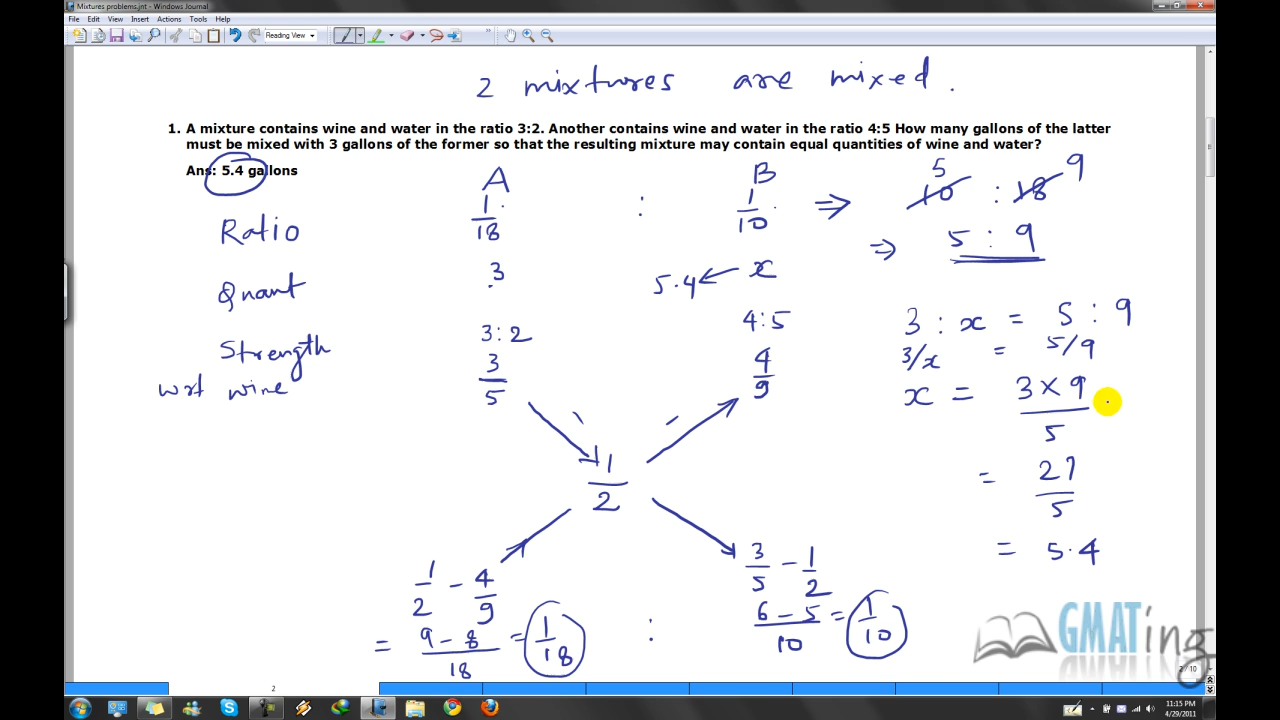 Mixtures problems.jnt - Windows Journal
File Edit View Insert Actions Tools Help
Reading View
2 mixtures are mixed.
1. A mixture contains wine and water in the ratio 3:2. Another contains wine and water in the ratio 4:5 How many gallons of the latter
must be mixed with 3 gallons of the former so that the resulting mixture may contain equal quantities of wine and water?
Ans: 5.4 gallons
A B 5 9
Ratio 1/18 : 1/10 ⇒ 10 : 18
⇒ 5 : 9
Quant 3 5.4 ← x
Strength 3:2 4:5 3 : x = 5 : 9
wrt wine 3/5 4/9 3/x = 5/9
x = 3 × 9 / 5
1/2 = 27/5
= 5.4
1/2 - 4/9 3/5 - 1/2
= 9 - 8 / 18 = 1/18 : 6 - 5 / 10 = 1/10
GMATing
2 / 10
2
11:15 PM
4/29/2011